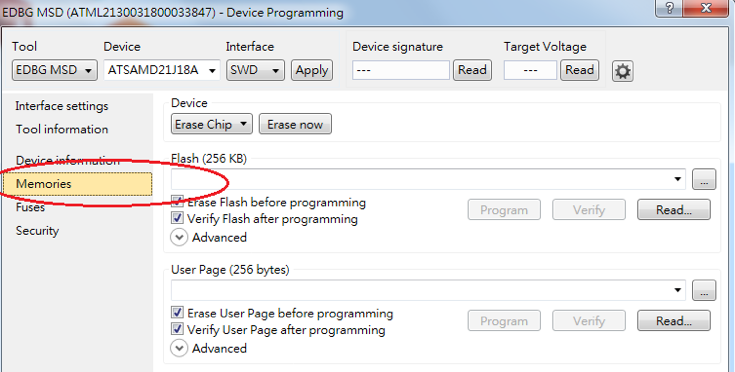 EDBG MSD (ATML2130031800033847) - Device Programming
Tool Device Interface Device signature Target Voltage
EDBG MSD ATSAMD21J18A SWD Apply --- Read --- Read
Interface settings
Tool information
Device information
Memories
Fuses
Security
Device
Erase Chip Erase now
Flash (256 KB)
...
Erase Flash before programming
Verify Flash after programming
Program Verify Read...
Advanced
User Page (256 bytes)
...
Erase User Page before programming
Verify User Page after programming
Program Verify Read...
Advanced